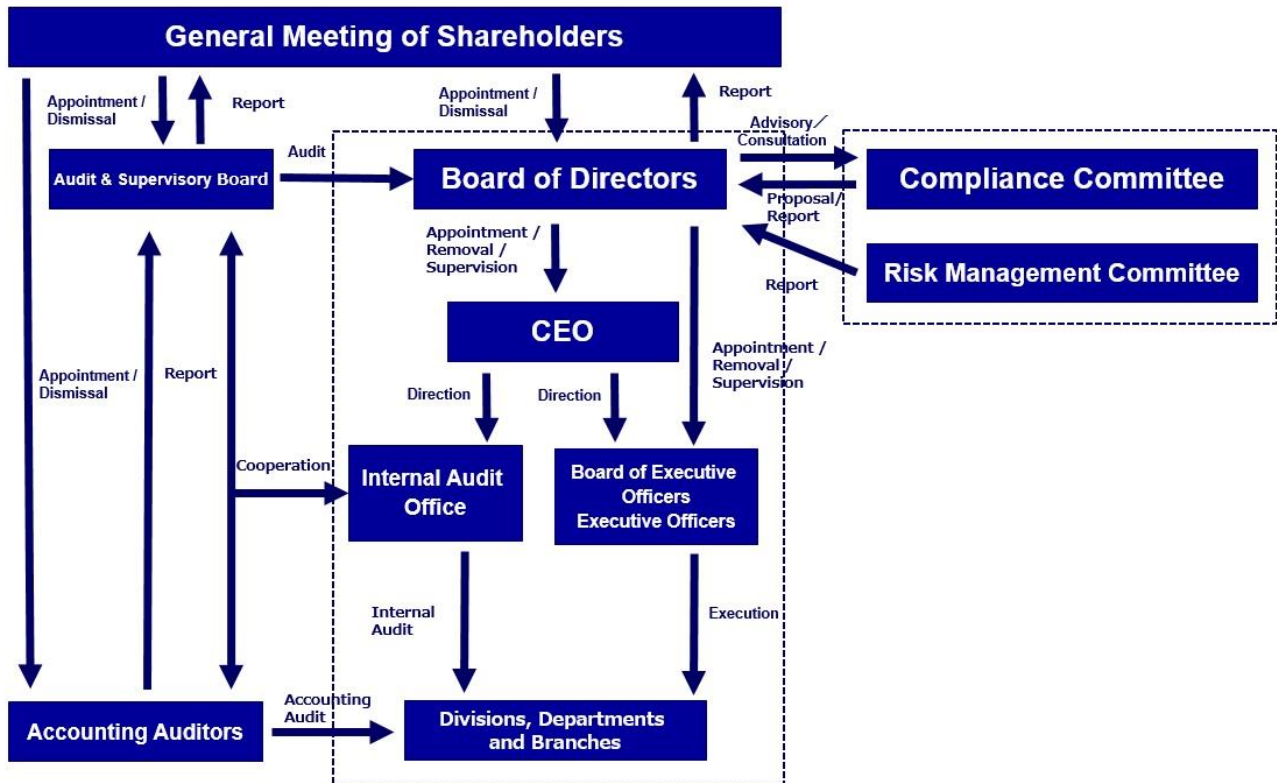 General Meeting of Shareholders
Appointment /
Dismissal
Report
Appointment /
Dismissal
Report
Advisory／
Consultation
Audit & Supervisory Board
Audit
Board of Directors
Compliance Committee
Proposal/
Report
Appointment /
Removal /
Supervision
Risk Management Committee
Report
CEO
Appointment /
Removal /
Supervision
Appointment /
Dismissal
Report
Direction
Direction
Cooperation
Internal Audit
Office
Board of Executive
Officers
Executive Officers
Internal
Audit
Execution
Accounting
Audit
Accounting Auditors
Divisions, Departments
and Branches